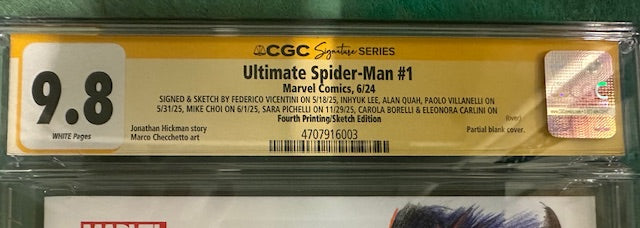 CGC Signature SERIES
9.8
WHITE Pages
Ultimate Spider-Man #1
Marvel Comics, 6/24
SIGNED & SKETCH BY FEDERICO VICENTINI ON 5/18/25, INHYUK LEE, ALAN QUAH, PAOLO VILLANELLI ON
5/31/25, MIKE CHOI ON 6/1/25, SARA PICHELLI ON 11/29/25, CAROLA BORELLI & ELEONORA CARLINI ON
(over)
Fourth Printing/Sketch Edition
Jonathan Hickman story
Marco Checchetto art
Partial blank cover.
4707916003
MARVEL